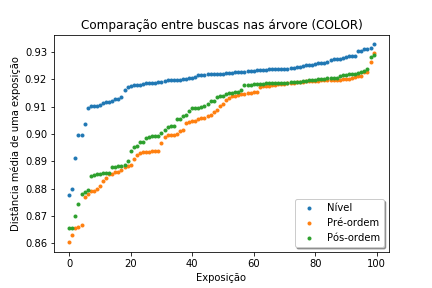 Comparação entre buscas nas árvore (COLOR)
Distância média de uma exposição
0.93
0.92
0.91
0.90
0.89
0.88
0.87
0.86
0 20 40 60 80 100
Exposição
Nível
Pré-ordem
Pós-ordem